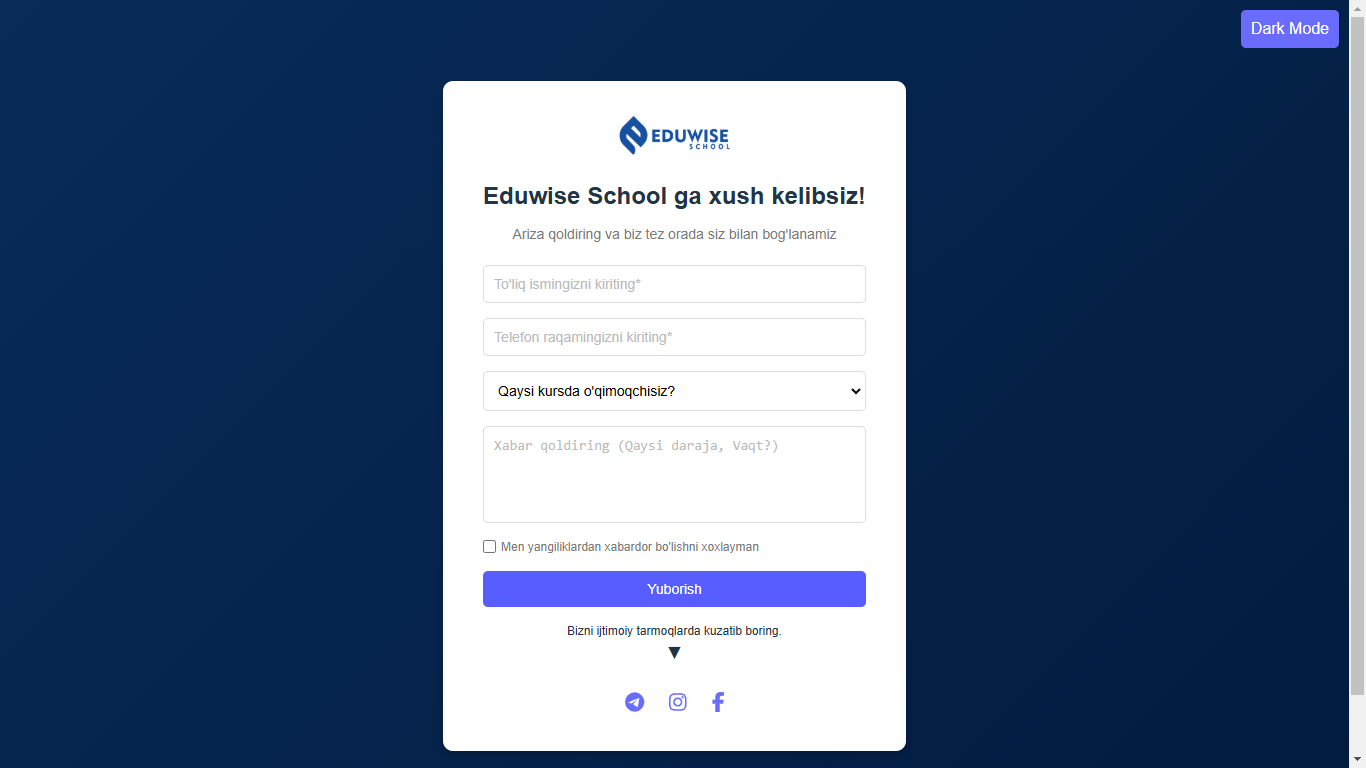 Dark Mode
EDUWISE
SCHOOL
Eduwise School ga xush kelibsiz!
Ariza qoldiring va biz tez orada siz bilan bog'lanamiz
To'liq ismingizni kiriting*
Telefon raqamingizni kiriting*
Qaysi kursda o'qimoqchisiz?
Xabar qoldiring (Qaysi daraja, Vaqt?)
Men yangiliklardan xabardor bo'lishni xoxlayman
Yuborish
Bizni ijtimoiy tarmoqlarda kuzatib boring.